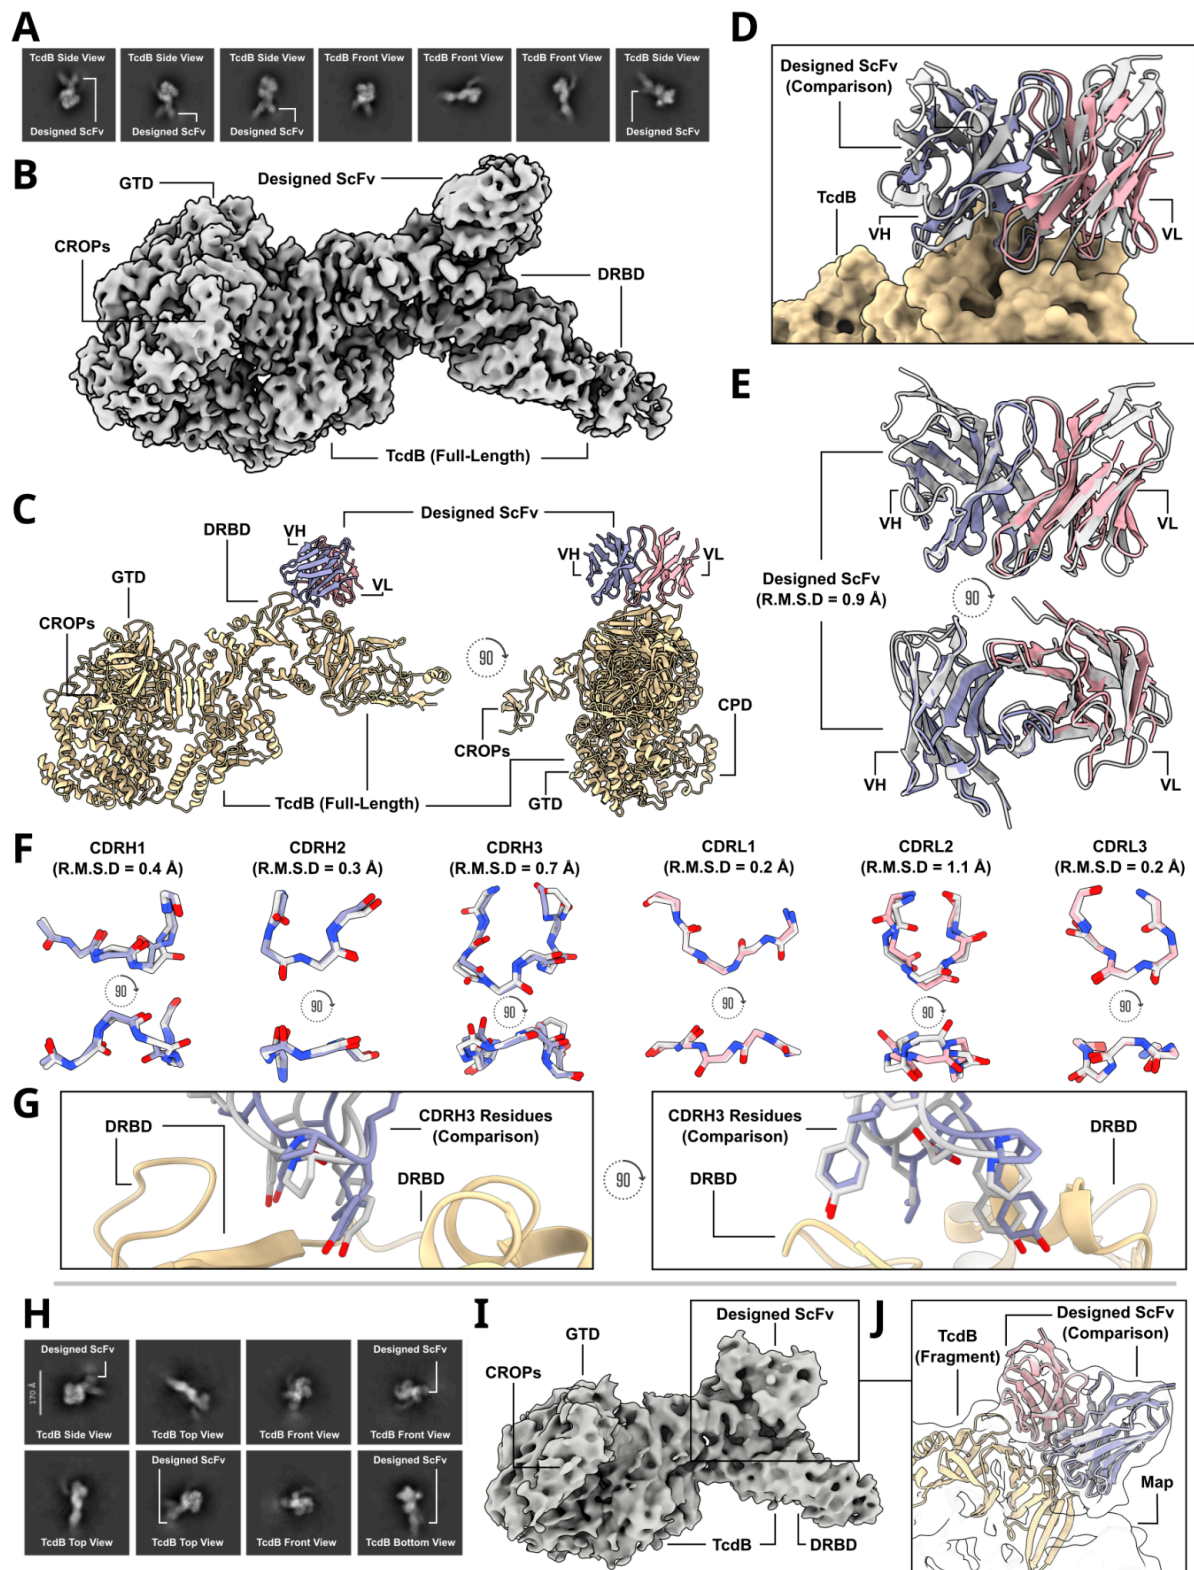 A
TcdB Side View
TcdB Side View
TcdB Side View
TcdB Front View
TcdB Front View
TcdB Front View
TcdB Side View
Designed ScFv
Designed ScFv
Designed ScFv
Designed ScFv
B
GTD
Designed ScFv
CROPs
DRBD
TcdB (Full-Length)
C
Designed ScFv
DRBD
VH
VL
VH
VL
GTD
CROPs
90
CPD
CROPs
GTD
TcdB (Full-Length)
D
Designed ScFv
(Comparison)
TcdB
VH
VL
E
VH
VL
Designed ScFv
(R.M.S.D = 0.9 Å)
90
VH
VL
F
CDRH1
(R.M.S.D = 0.4 Å)
CDRH2
(R.M.S.D = 0.3 Å)
CDRH3
(R.M.S.D = 0.7 Å)
CDRL1
(R.M.S.D = 0.2 Å)
CDRL2
(R.M.S.D = 1.1 Å)
CDRL3
(R.M.S.D = 0.2 Å)
90
90
90
90
90
90
G
DRBD
CDRH3 Residues
(Comparison)
DRBD
90
CDRH3 Residues
(Comparison)
DRBD
DRBD
H
Designed ScFv
Designed ScFv
170 Å
TcdB Side View
TcdB Top View
TcdB Front View
TcdB Front View
Designed ScFv
Designed ScFv
TcdB Top View
TcdB Top View
TcdB Front View
TcdB Bottom View
I
Designed ScFv
GTD
CROPs
TcdB
DRBD
J
Designed ScFv
(Comparison)
TcdB
(Fragment)
Map